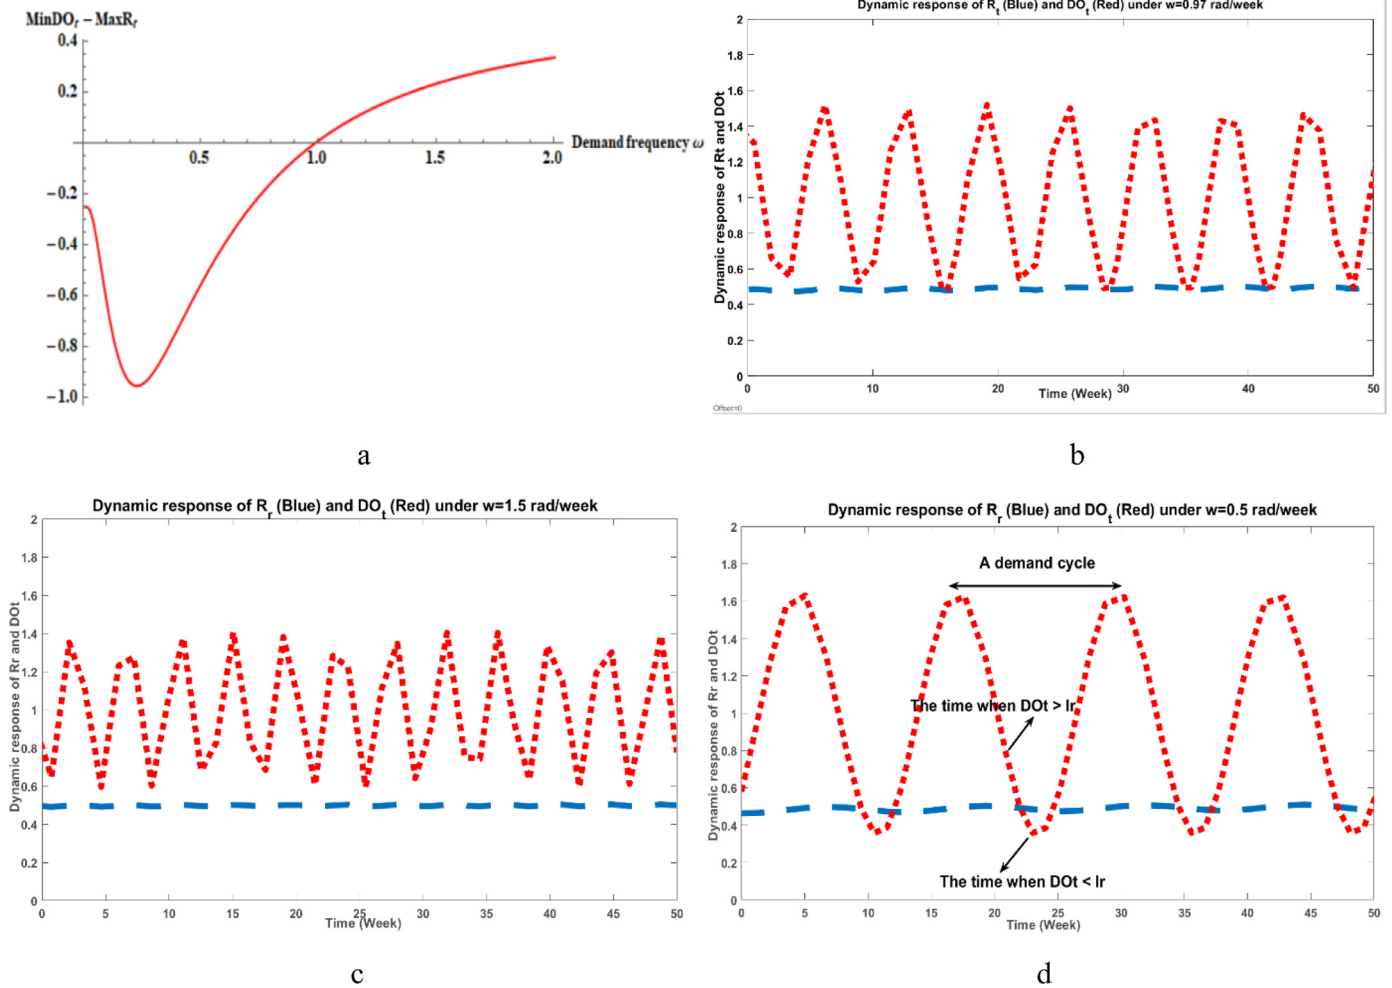 MinDOₜ – MaxRₜ
0.4
0.2
−0.2
−0.4
−0.6
−0.8
−1.0
0.5
1.0
1.5
2.0
Demand frequency ω
a
Dynamic response of Rₜ (Blue) and DOₜ (Red) under w=0.97 rad/week
Dynamic response of Rt and DOt
2
1.8
1.6
1.4
1.2
1
0.8
0.6
0.4
0.2
0
0 10 20 30 40 50
Time (Week)
Offset=0
b
Dynamic response of Rᵣ (Blue) and DOₜ (Red) under w=1.5 rad/week
Dynamic response of Rr and DOt
2
1.8
1.6
1.4
1.2
1
0.8
0.6
0.4
0.2
0
0 5 10 15 20 25 30 35 40 45 50
Time (Week)
c
Dynamic response of Rᵣ (Blue) and DOₜ (Red) under w=0.5 rad/week
Dynamic response of Rr and DOt
2
1.8
1.6
1.4
1.2
1
0.8
0.6
0.4
0.2
0
A demand cycle
The time when DOt > Ir
The time when DOt < Ir
0 5 10 15 20 25 30 35 40 45 50
Time (Week)
d